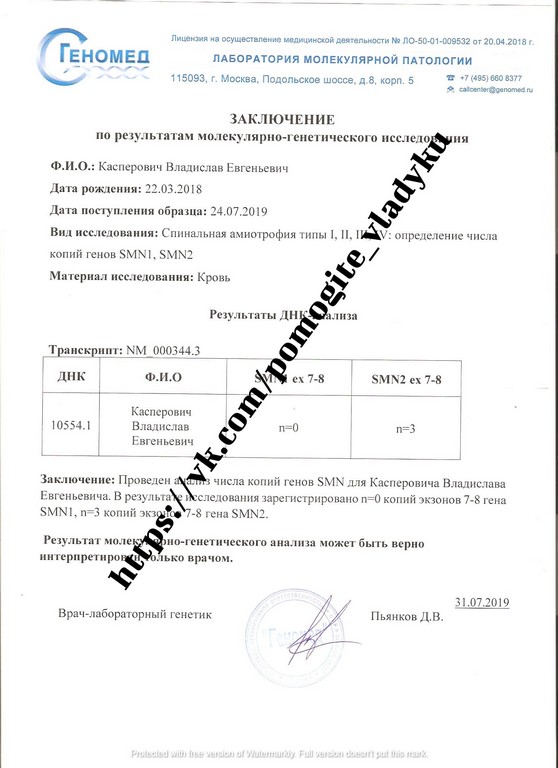 ГЕНОМЕД
Лицензия на осуществление медицинской деятельности № ЛО-50-01-009532 от 20.04.2018 г.
ЛАБОРАТОРИЯ МОЛЕКУЛЯРНОЙ ПАТОЛОГИИ
115093, г. Москва, Подольское шоссе, д.8, корп. 5
+7 (495) 660 8377
callcenter@genomed.ru
ЗАКЛЮЧЕНИЕ
по результатам молекулярно-генетического исследования
Ф.И.О.: Касперович Владислав Евгеньевич
Дата рождения: 22.03.2018
Дата поступления образца: 24.07.2019
Вид исследования: Спинальная амиотрофия типы I, II, III, IV: определение числа
копий генов SMN1, SMN2
Материал исследования: Кровь
Результаты ДНК-анализа
Транскрипт: NM_000344.3
ДНК Ф.И.О SMN1 ex 7-8 SMN2 ex 7-8
10554.1 Касперович Владислав Евгеньевич n=0 n=3
Заключение: Проведен анализ числа копий генов SMN для Касперовича Владислава
Евгеньевича. В результате исследования зарегистрировано n=0 копий экзонов 7-8 гена
SMN1, n=3 копий экзонов 7-8 гена SMN2.
Результат молекулярно-генетического анализа может быть верно
интерпретирован только врачом.
31.07.2019
Врач-лабораторный генетик Пьянков Д.В.
"Геномед"
https://vk.com/pomogite_vladyku
Protected with free version of Watermarkly. Full version doesn't put this mark.